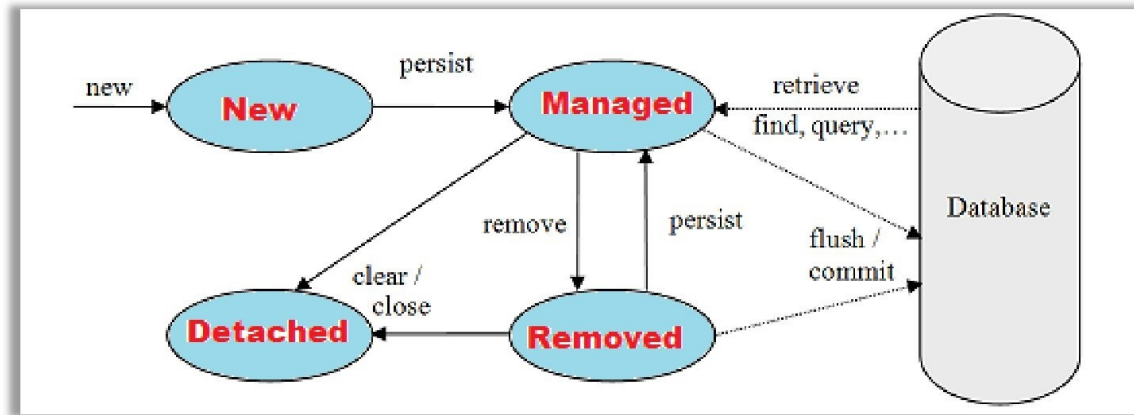 new
New
persist
Managed
retrieve
find, query,…
Database
remove
persist
flush /
commit
clear /
close
Detached
Removed